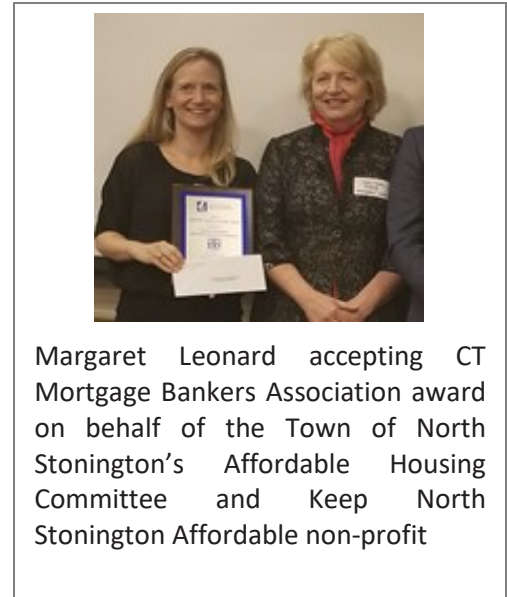 Margaret Leonard accepting CT
Mortgage Bankers Association award
on behalf of the Town of North
Stonington’s Affordable Housing
Committee and Keep North
Stonington Affordable non-profit